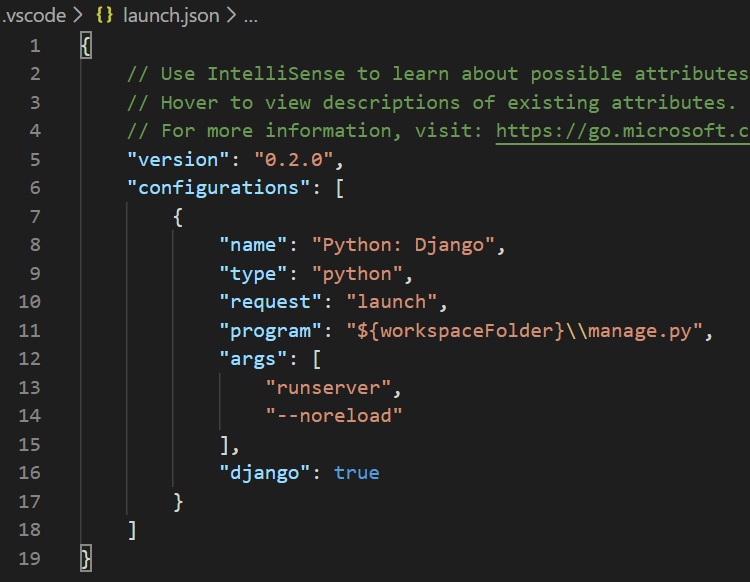 .vscode > {} launch.json > ...
1 {
2 // Use IntelliSense to learn about possible attributes
3 // Hover to view descriptions of existing attributes.
4 // For more information, visit: https://go.microsoft.c
5 "version": "0.2.0",
6 "configurations": [
7 {
8 "name": "Python: Django",
9 "type": "python",
10 "request": "launch",
11 "program": "${workspaceFolder}\\manage.py",
12 "args": [
13 "runserver",
14 "--noreload"
15 ],
16 "django": true
17 }
18 ]
19 }